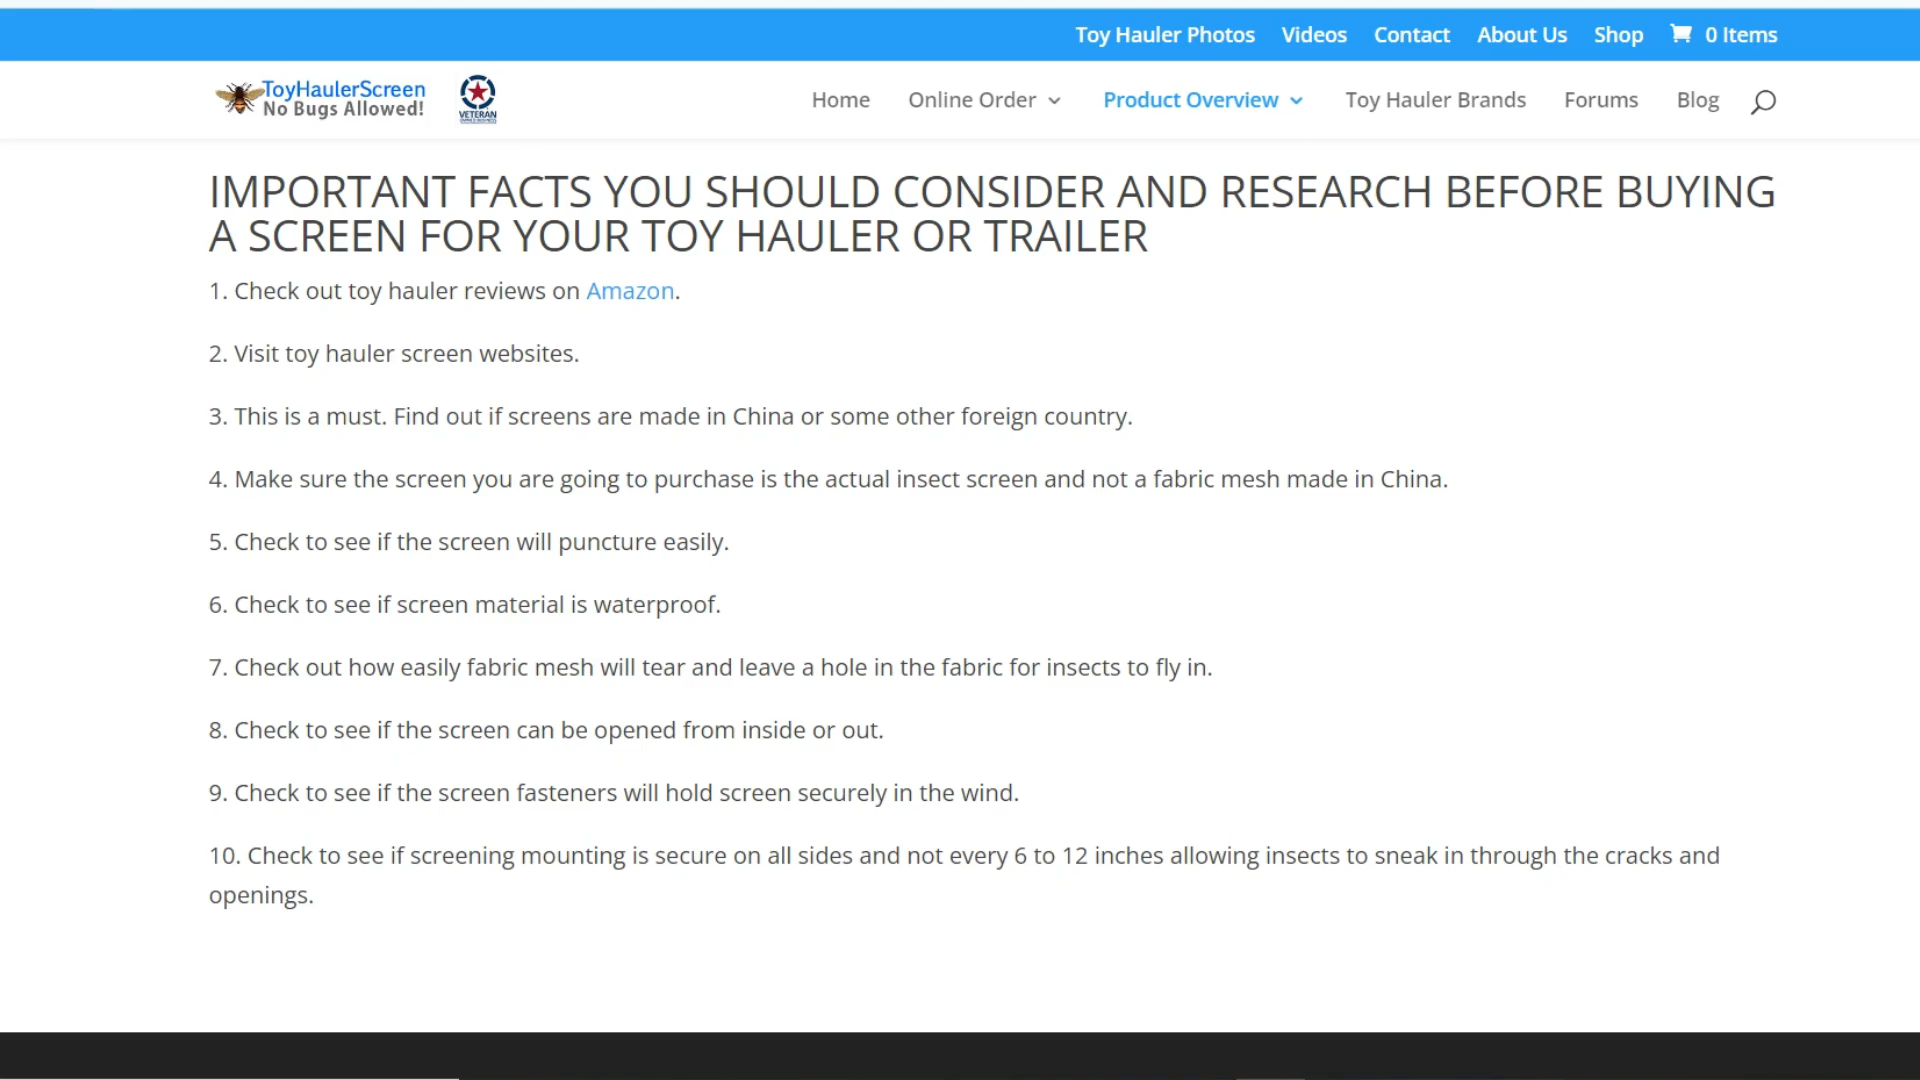 Toy Hauler Photos Videos Contact About Us Shop 0 Items
ToyHaulerScreen
No Bugs Allowed!
VETERAN
Home Online Order Product Overview Toy Hauler Brands Forums Blog
IMPORTANT FACTS YOU SHOULD CONSIDER AND RESEARCH BEFORE BUYING
A SCREEN FOR YOUR TOY HAULER OR TRAILER
1. Check out toy hauler reviews on Amazon.
2. Visit toy hauler screen websites.
3. This is a must. Find out if screens are made in China or some other foreign country.
4. Make sure the screen you are going to purchase is the actual insect screen and not a fabric mesh made in China.
5. Check to see if the screen will puncture easily.
6. Check to see if screen material is waterproof.
7. Check out how easily fabric mesh will tear and leave a hole in the fabric for insects to fly in.
8. Check to see if the screen can be opened from inside or out.
9. Check to see if the screen fasteners will hold screen securely in the wind.
10. Check to see if screening mounting is secure on all sides and not every 6 to 12 inches allowing insects to sneak in through the cracks and
openings.